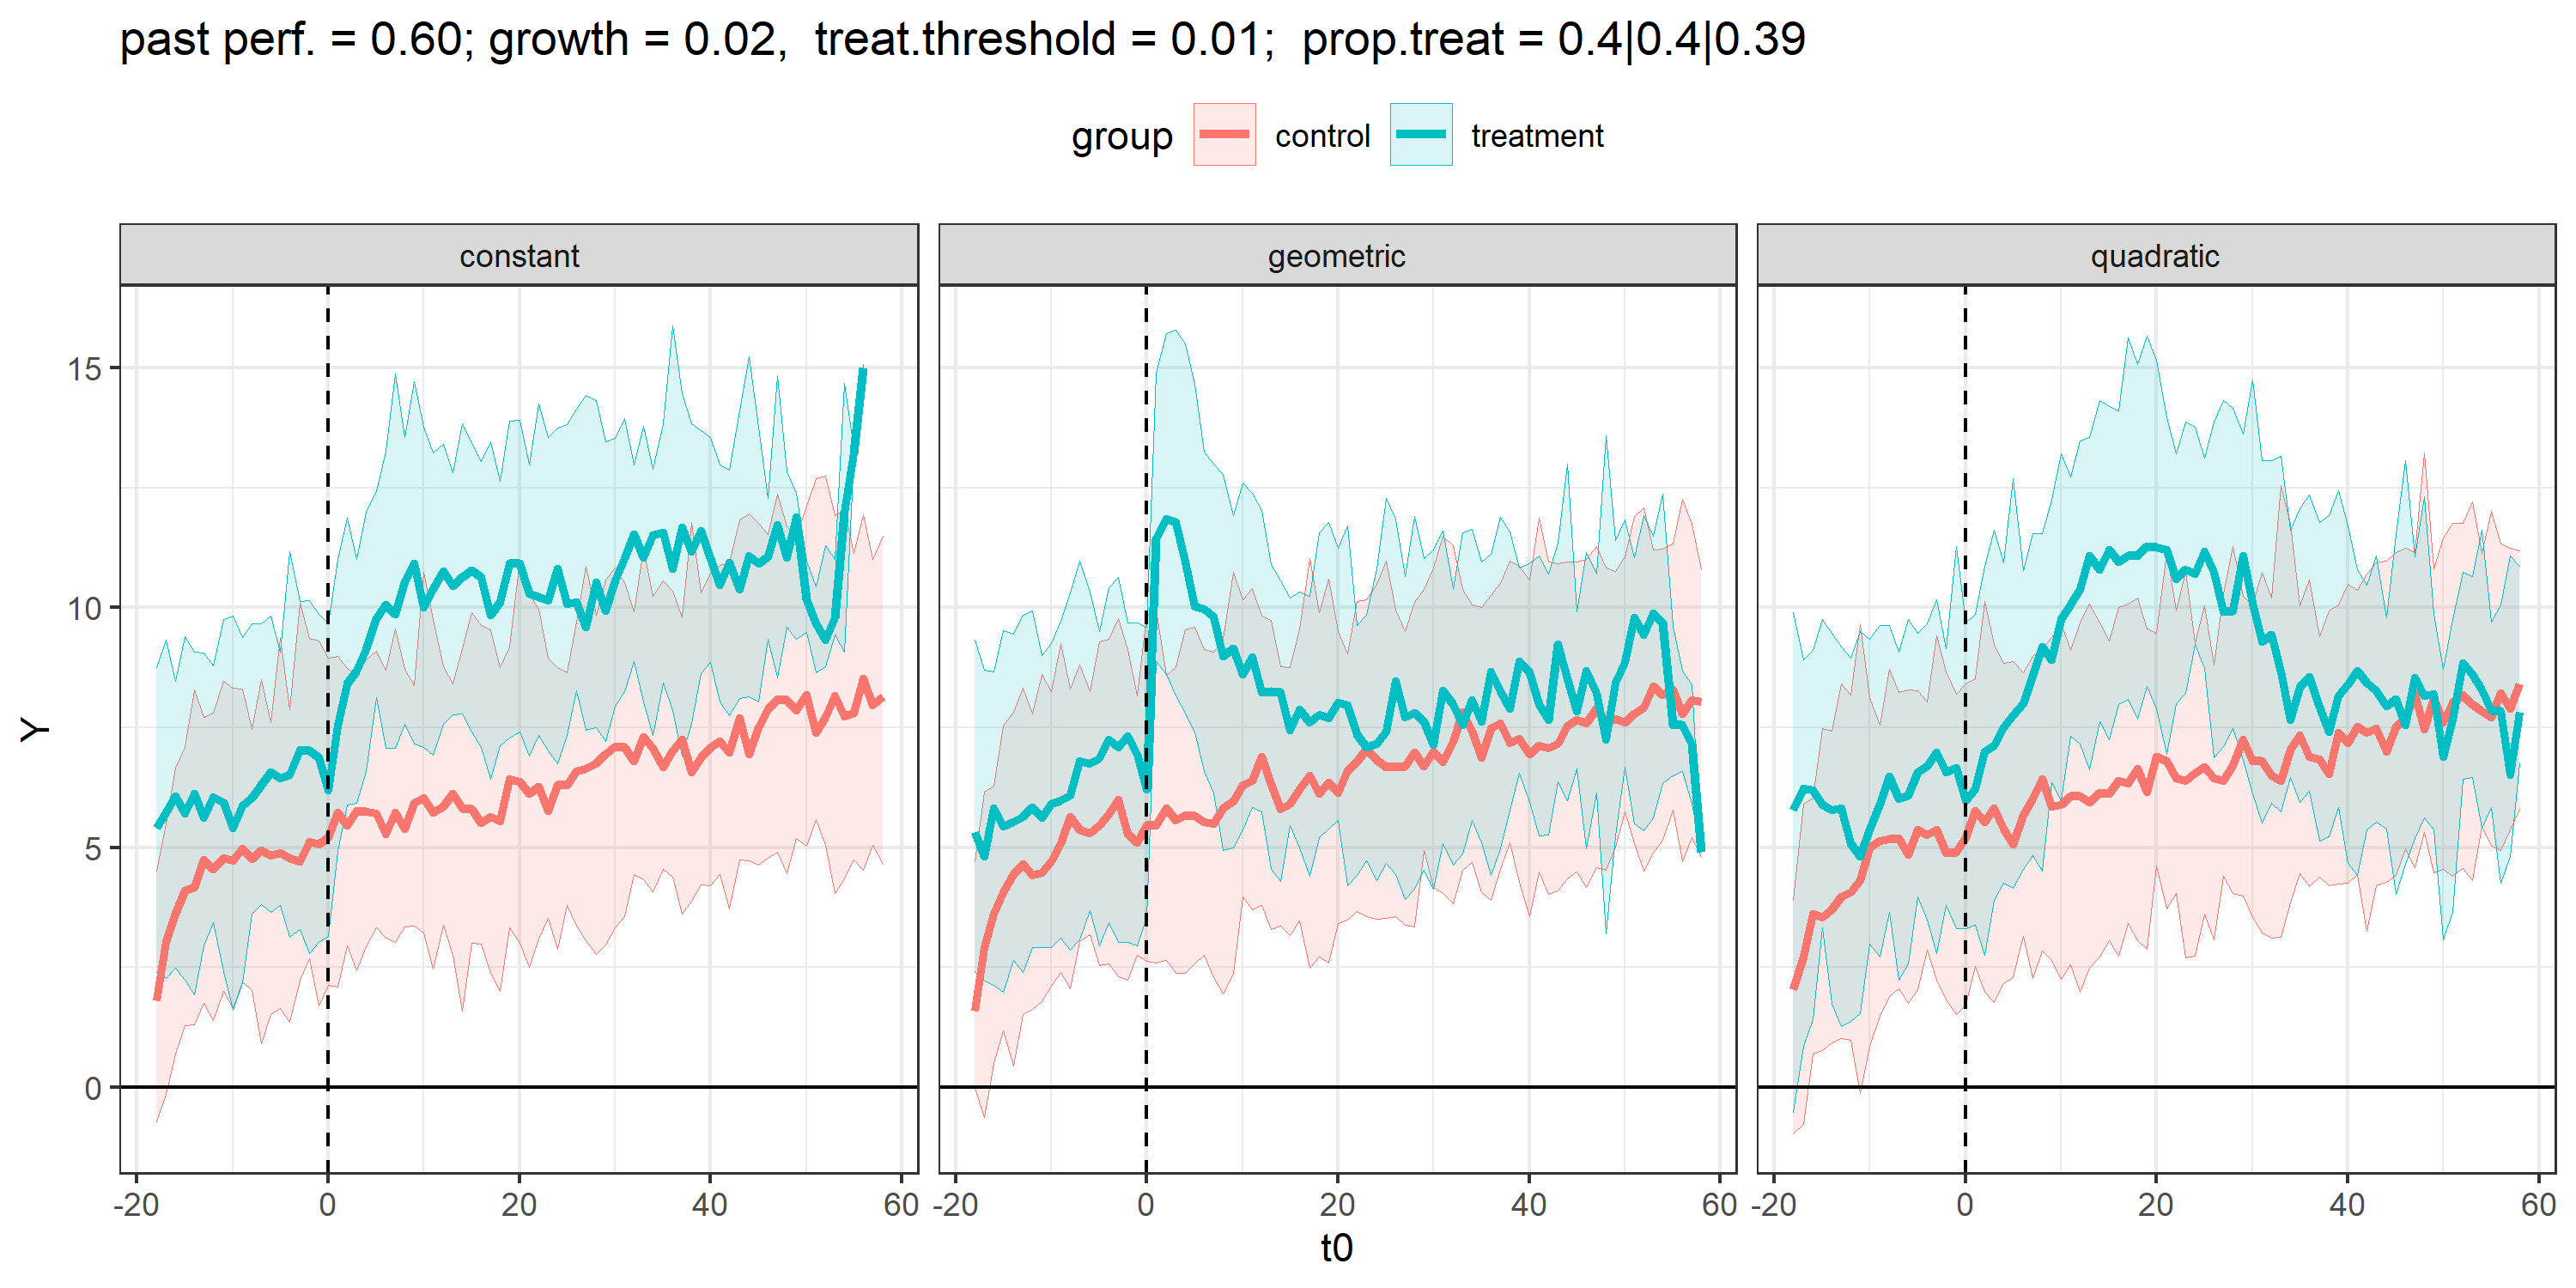 past perf. = 0.60; growth = 0.02,  treat.threshold = 0.01;  prop.treat = 0.4|0.4|0.39
group control treatment
constant geometric quadratic
15
10
5
0
Y
-20 0 20 40 60 -20 0 20 40 60 -20 0 20 40 60
t0